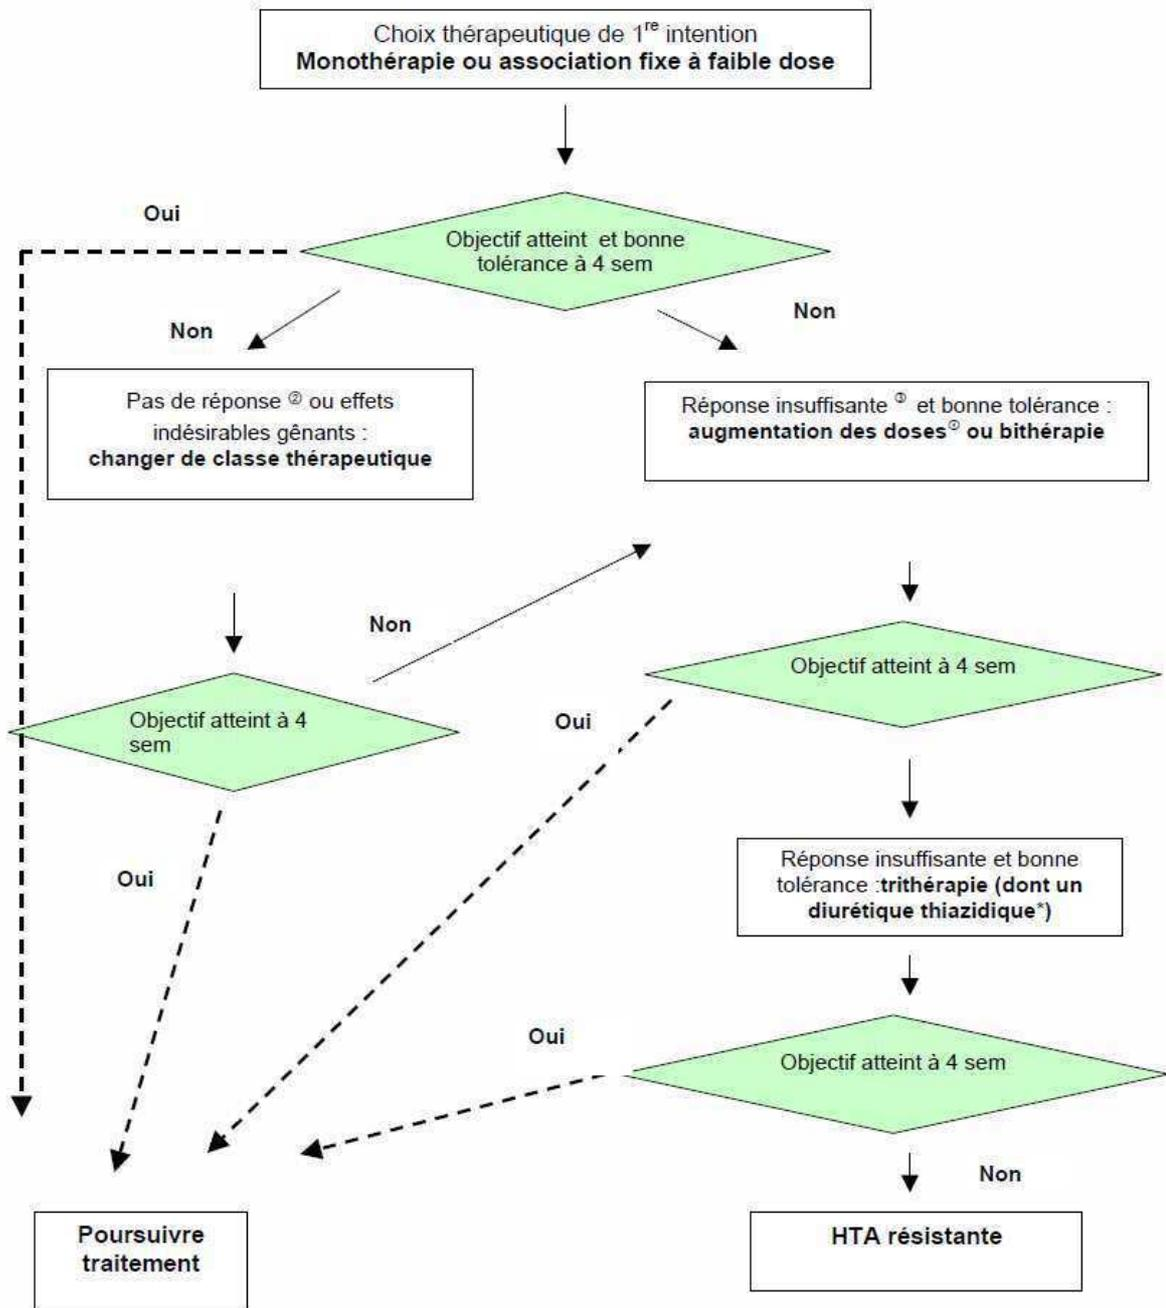 Choix thérapeutique de 1re intention
Monothérapie ou association fixe à faible dose
Oui
Objectif atteint et bonne
tolérance à 4 sem
Non
Non
Pas de réponse ② ou effets
indésirables gênants :
changer de classe thérapeutique
Réponse insuffisante et bonne tolérance :
augmentation des doses ou bithérapie
Non
Objectif atteint à 4 sem
Oui
Objectif atteint à 4
sem
Oui
Réponse insuffisante et bonne
tolérance :trithérapie (dont un
diurétique thiazidique*)
Oui
Objectif atteint à 4 sem
Non
Poursuivre
traitement
HTA résistante